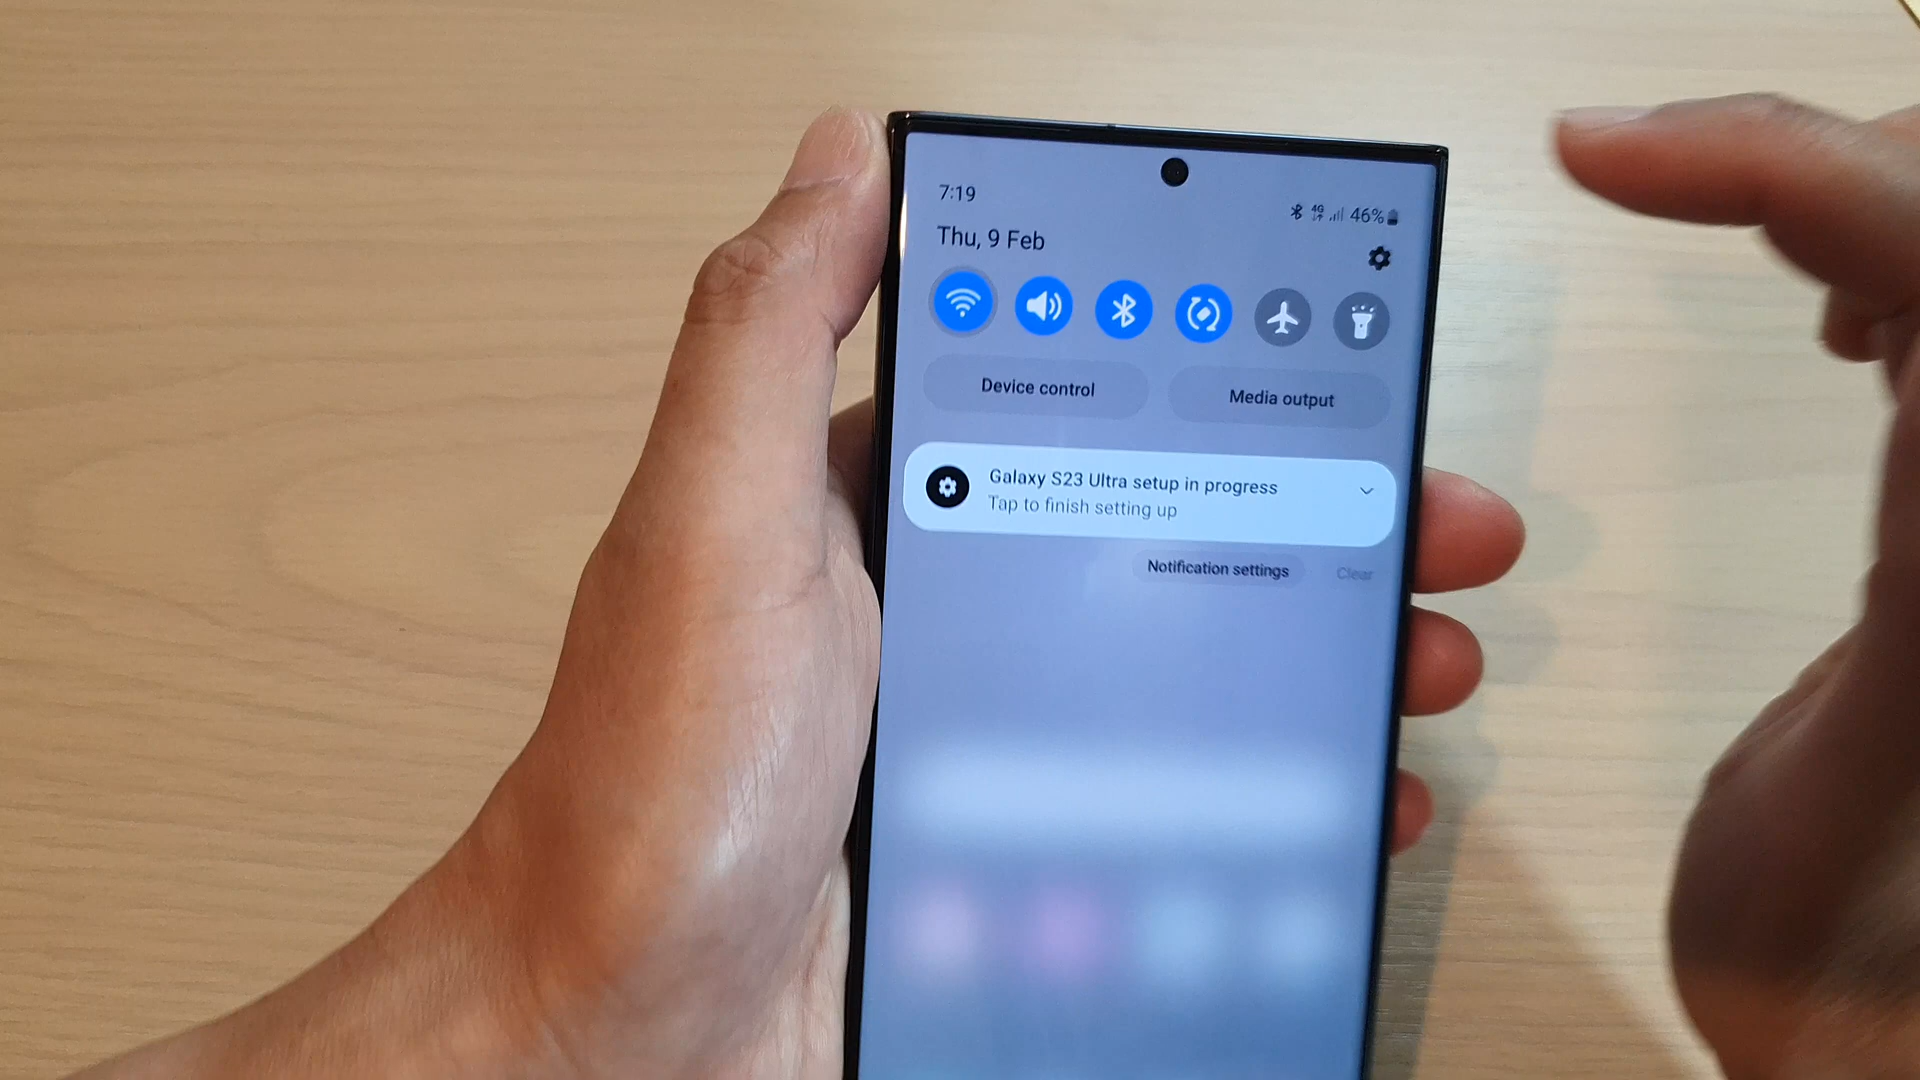 7:19
4G 46%
Thu, 9 Feb
Device control
Media output
Galaxy S23 Ultra setup in progress
Tap to finish setting up
Notification settings
Clear